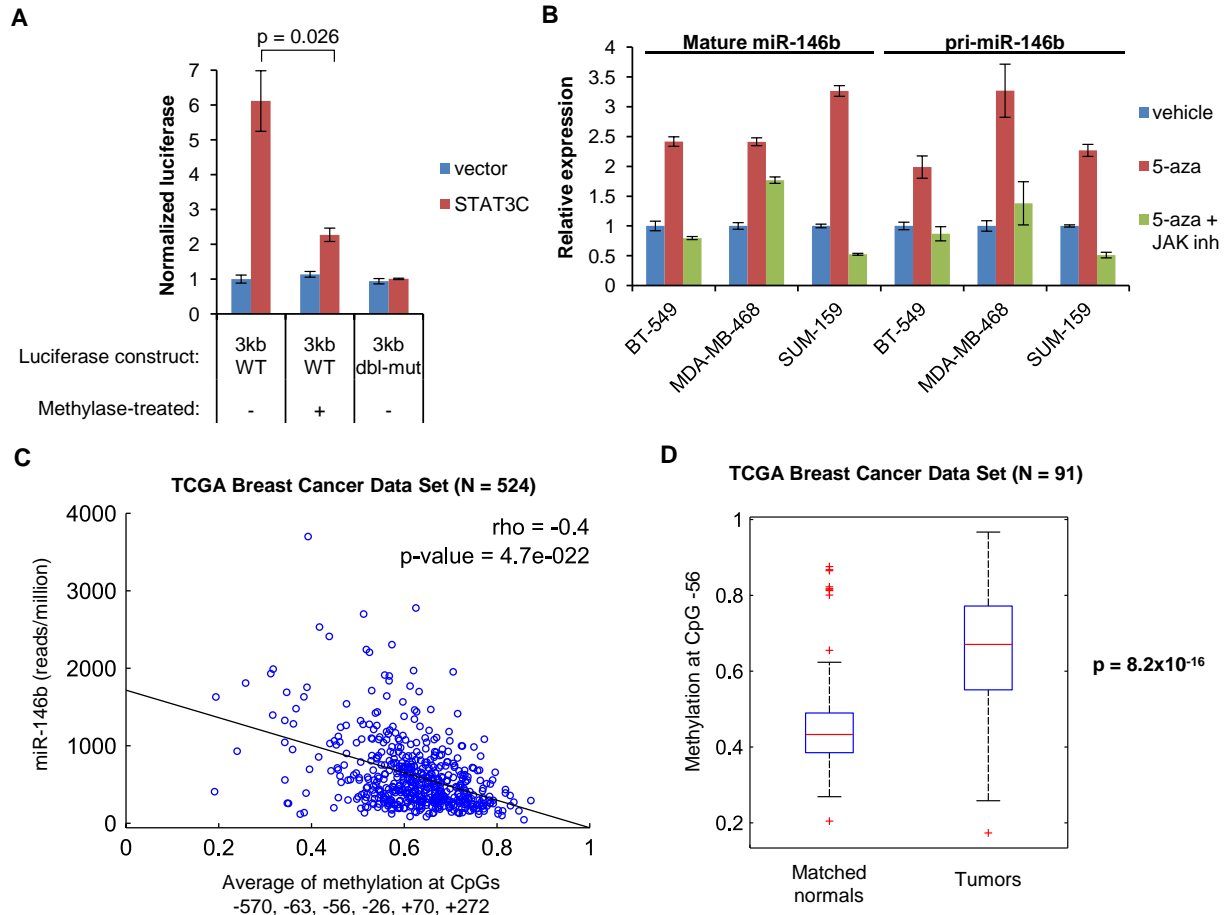 A
p = 0.026
Normalized luciferase
7
6
5
4
3
2
1
0
vector
STAT3C
Luciferase construct:
3kb WT
3kb WT
3kb dbl-mut
Methylase-treated:
-
+
-
B
Mature miR-146b
pri-miR-146b
Relative expression
4
3.5
3
2.5
2
1.5
1
0.5
0
BT-549
MDA-MB-468
SUM-159
BT-549
MDA-MB-468
SUM-159
vehicle
5-aza
5-aza +
JAK inh
C
TCGA Breast Cancer Data Set (N = 524)
rho = -0.4
p-value = 4.7e-022
miR-146b (reads/million)
4000
3000
2000
1000
0
0
0.2
0.4
0.6
0.8
1
Average of methylation at CpGs
-570, -63, -56, -26, +70, +272
D
TCGA Breast Cancer Data Set (N = 91)
Methylation at CpG -56
1
0.8
0.6
0.4
0.2
Matched
normals
Tumors
p = 8.2x10⁻¹⁶